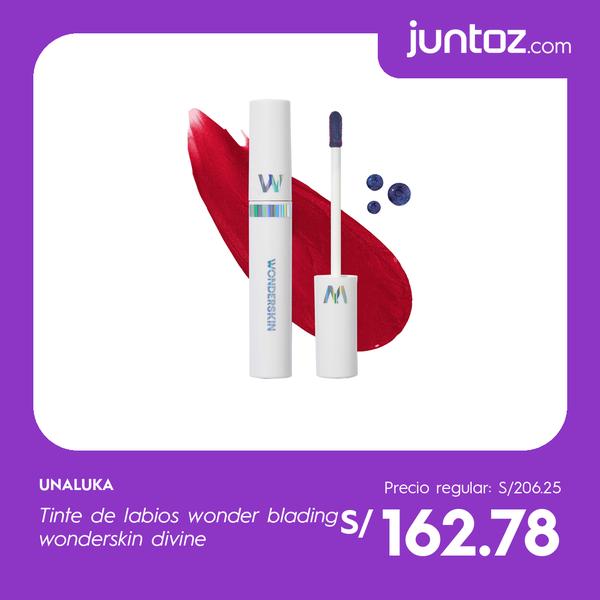 juntoz.com
W
WONDERSKIN
W
UNALUKA
Tinte de labios wonder blading
wonderskin divine
Precio regular: S/206.25
S/162.78